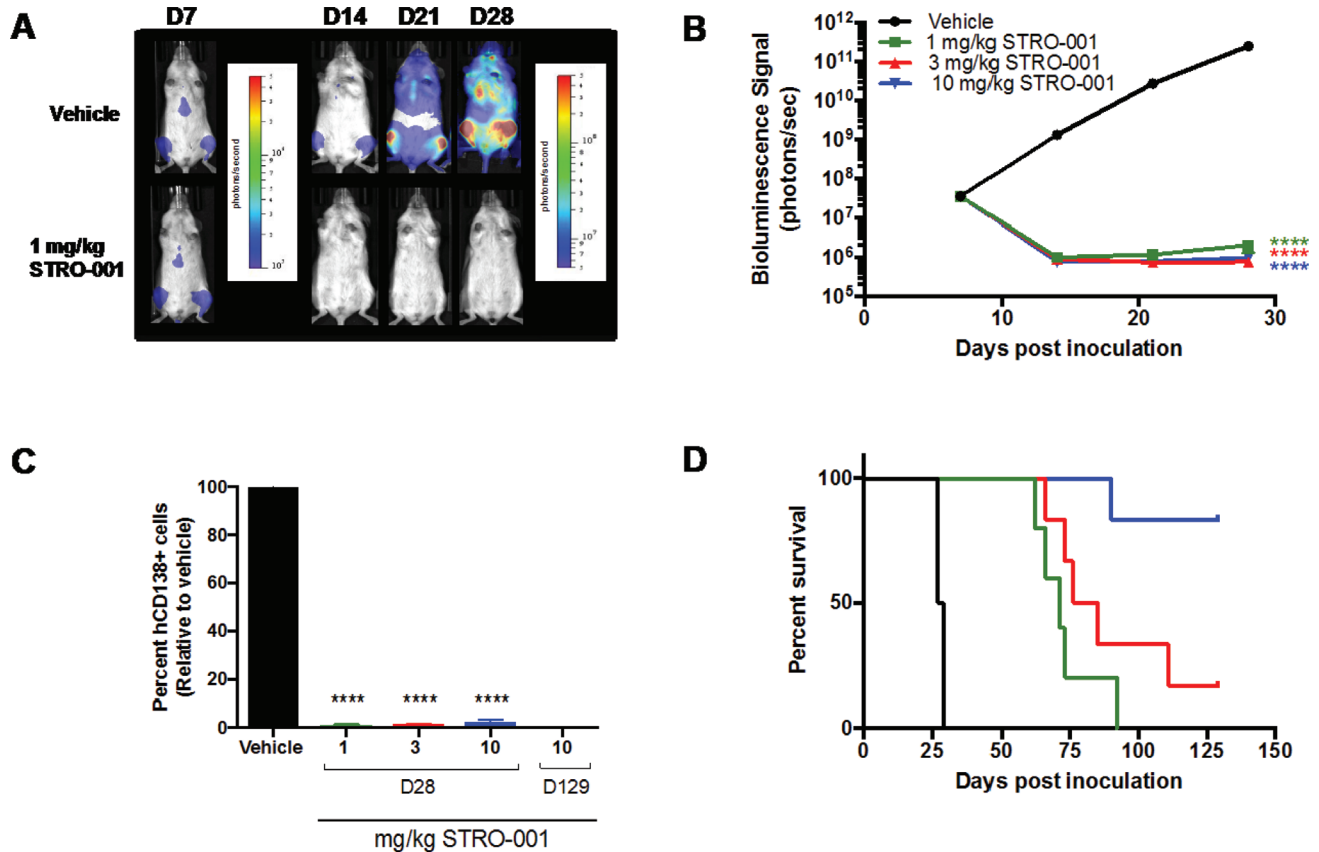 A
D7 D14 D21 D28
Vehicle
1 mg/kg
STRO-001
photons/second
photons/second
B
Bioluminescence Signal
(photons/sec)
10¹²
10¹¹
10¹⁰
10⁹
10⁸
10⁷
10⁶
10⁵
Vehicle
1 mg/kg STRO-001
3 mg/kg STRO-001
10 mg/kg STRO-001
****
****
****
0 10 20 30
Days post inoculation
C
Percent hCD138+ cells
(Relative to vehicle)
100
80
60
40
20
0
**** **** ****
Vehicle 1 3 10 10
D28 D129
mg/kg STRO-001
D
Percent survival
100
50
0
0 25 50 75 100 125 150
Days post inoculation